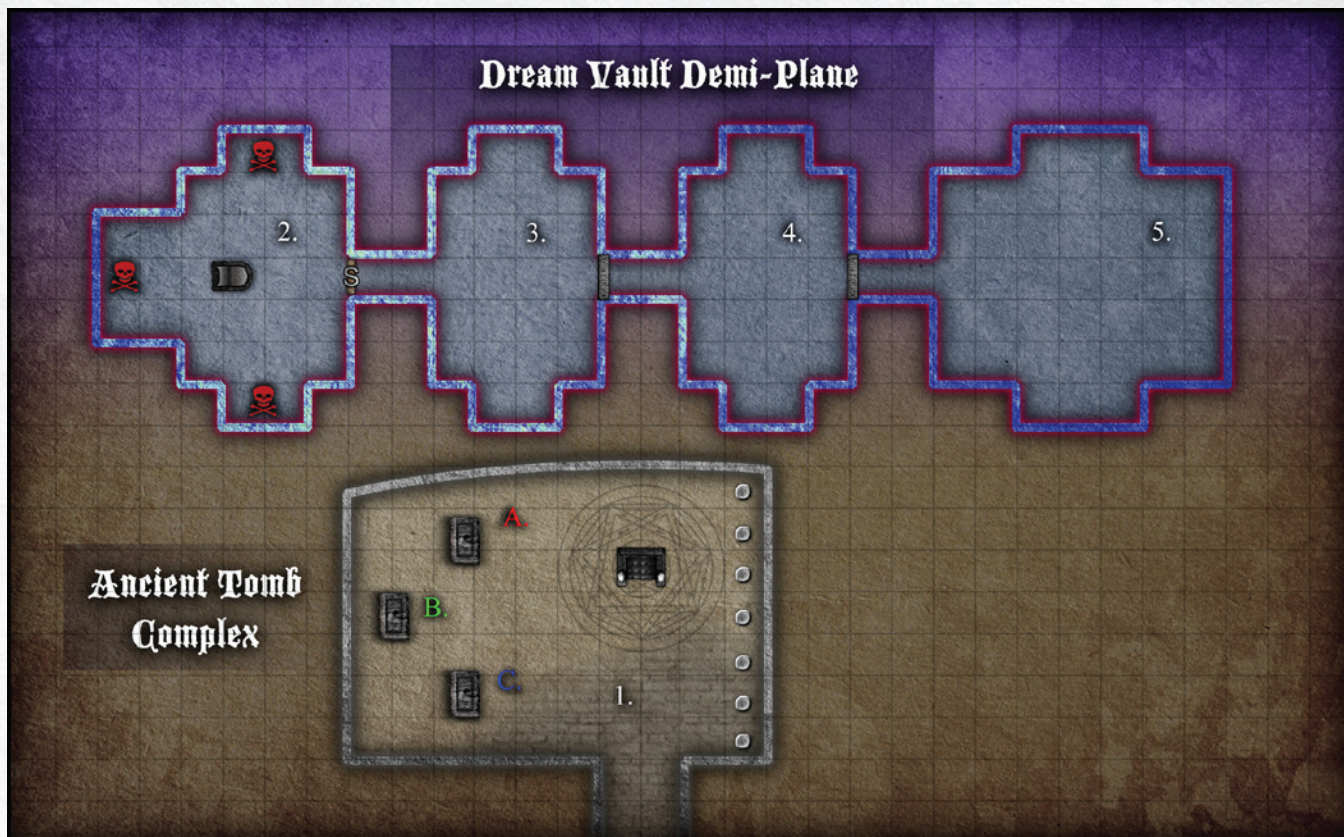 Dream Vault Demi-Plane
2.
3.
4.
5.
S
A.
Ancient Tomb
Complex
B.
C.
1.